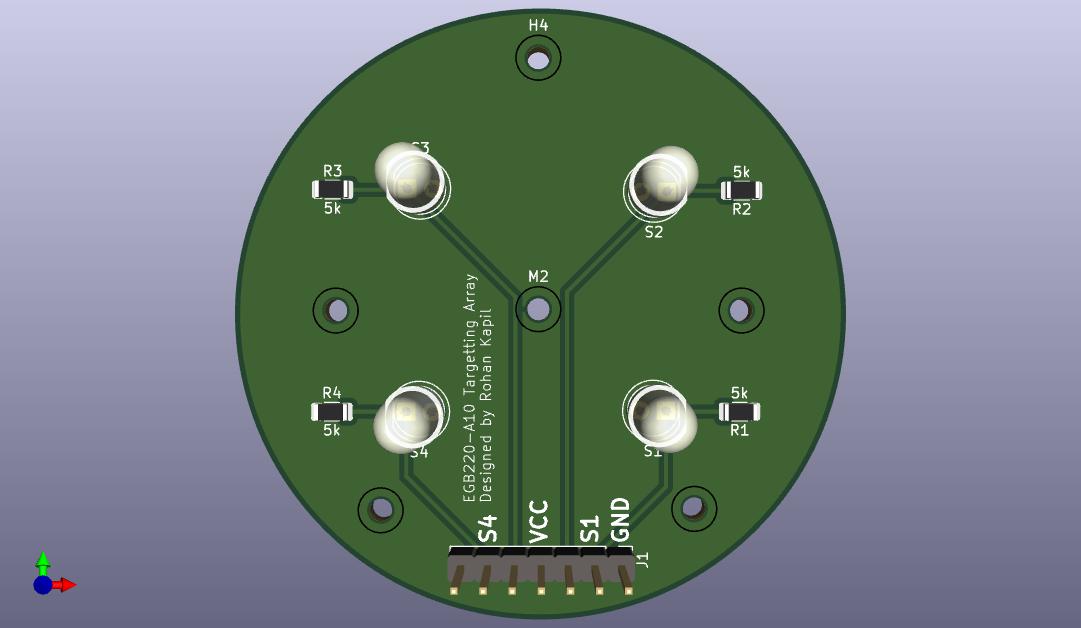 H4
S3
R3
5k
5k
R2
S2
M2
EGB220-A10 Targetting Array
Designed by Rohan Kapil
R4
5k
S4
5k
R1
S1
S4
VCC
S1
GND
J1